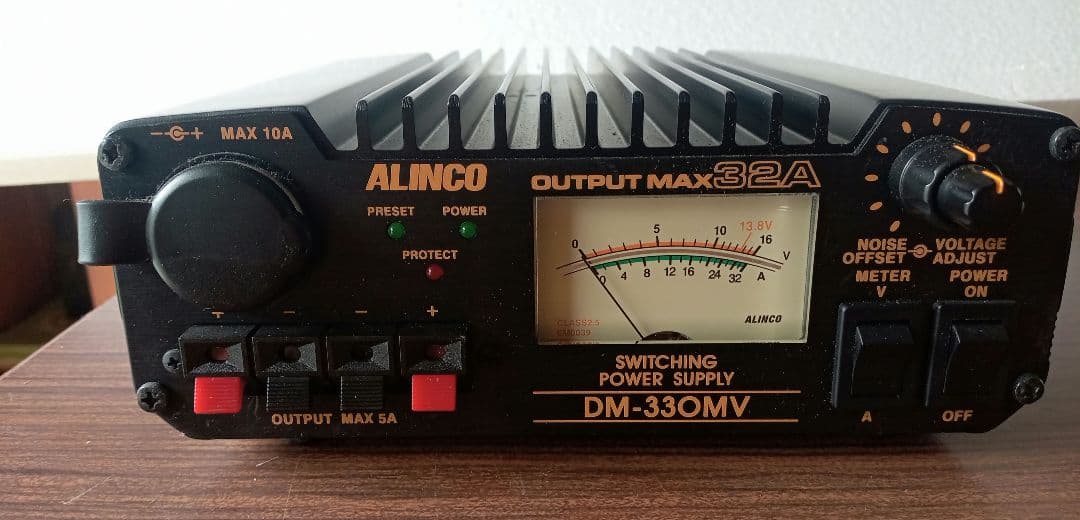 - + MAX 10A
ALINCO
OUTPUT MAX 32A
PRESET POWER
PROTECT
+ - - +
OUTPUT MAX 5A
0 5 10 13.8V 16 V
0 4 8 12 16 24 32 A
CLASS 2.5
ALINCO
SWITCHING
POWER SUPPLY
DM-330MV
NOISE OFFSET
VOLTAGE ADJUST
METER
V
A
POWER
ON
OFF